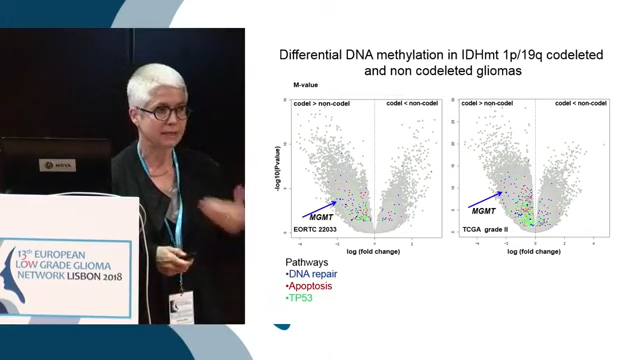 Differential DNA methylation in IDHmt 1p/19q codeleted
and non codeleted gliomas
M-value
codel > non-codel
codel < non-codel
codel > non-codel
codel < non-codel
-log10(Pvalue)
MGMT
MGMT
EORTC 22033
TCGA grade II
log (fold change)
log (fold change)
Pathways
•DNA repair
•Apoptosis
•TP53
HOYA
13th EUROPEAN
LOW GRADE GLIOMA
NETWORK LISBON 2018